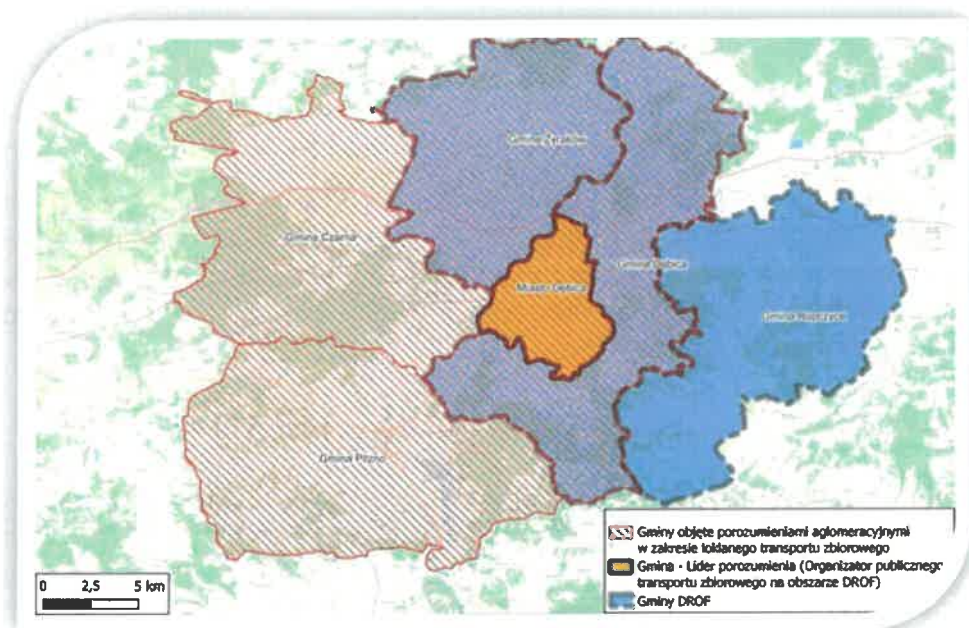 Gmina Żyraków
Gmina Czarna
Gmina Dębica
Miasto Dębica
Gmina Ropczyce
Gmina Pilzno
Gminy objęte porozumieniami aglomeracyjnymi
w zakresie loklanego transportu zbiorowego
Gmina - Lider porozumienia (Organizator publicznego
transportu zbiorowego na obszarze DROF)
Gminy DROF
0 2,5 5 km